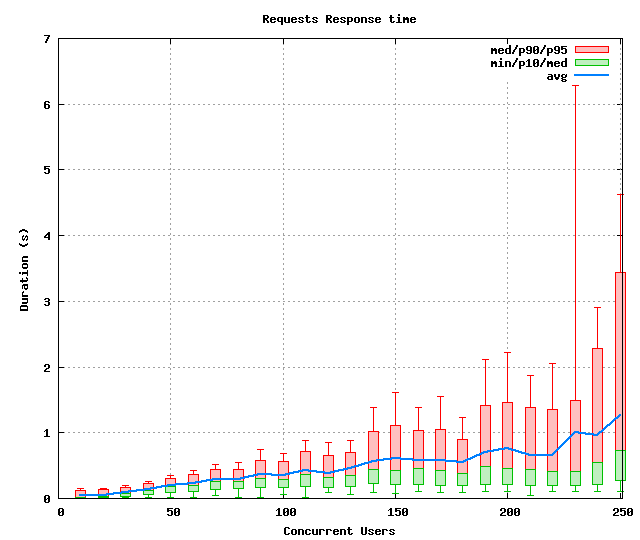 Requests Response time
med/p90/p95
min/p10/med
avg
7
6
5
4
3
2
1
0
Duration (s)
0 50 100 150 200 250
Concurrent Users